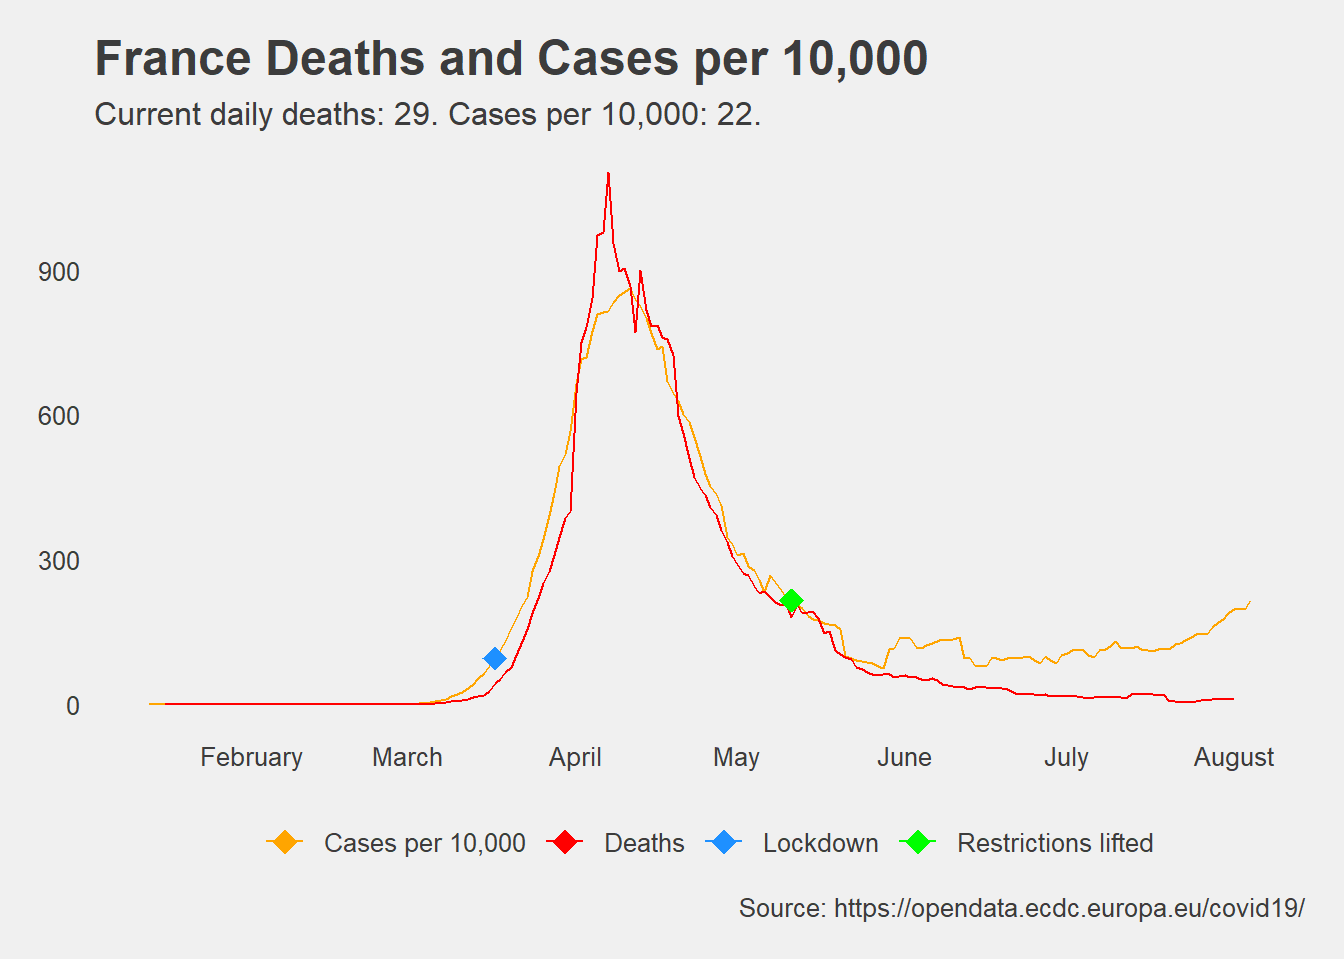 France Deaths and Cases per 10,000
Current daily deaths: 29. Cases per 10,000: 22.
900
600
300
0
February March April May June July August
Cases per 10,000 Deaths Lockdown Restrictions lifted
Source: https://opendata.ecdc.europa.eu/covid19/